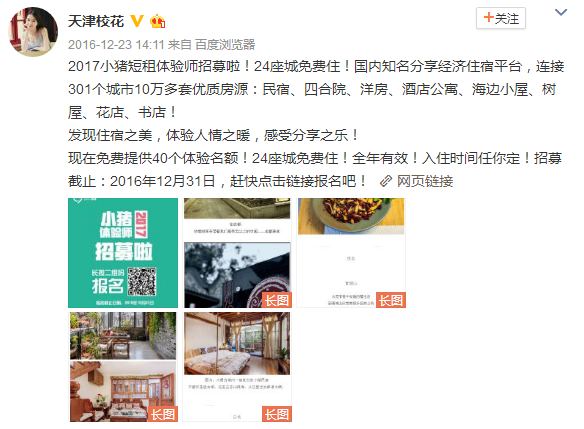 天津校花
+关注
2016-12-23 14:11 来自 百度浏览器
2017小猪短租体验师招募啦！24座城免费住！国内知名分享经济住宿平台，连接
301个城市10万多套优质房源：民宿、四合院、洋房、酒店公寓、海边小屋、树
屋、花店、书店！
发现住宿之美，体验人情之暖，感受分享之乐！
现在免费提供40个体验名额！24座城免费住！全年有效！入住时间任你定！招募
截止：2016年12月31日，赶快点击链接报名吧！ 网页链接
小猪
2017
体验师
招募啦
长按二维码
报名
长图
长图
长图
长图